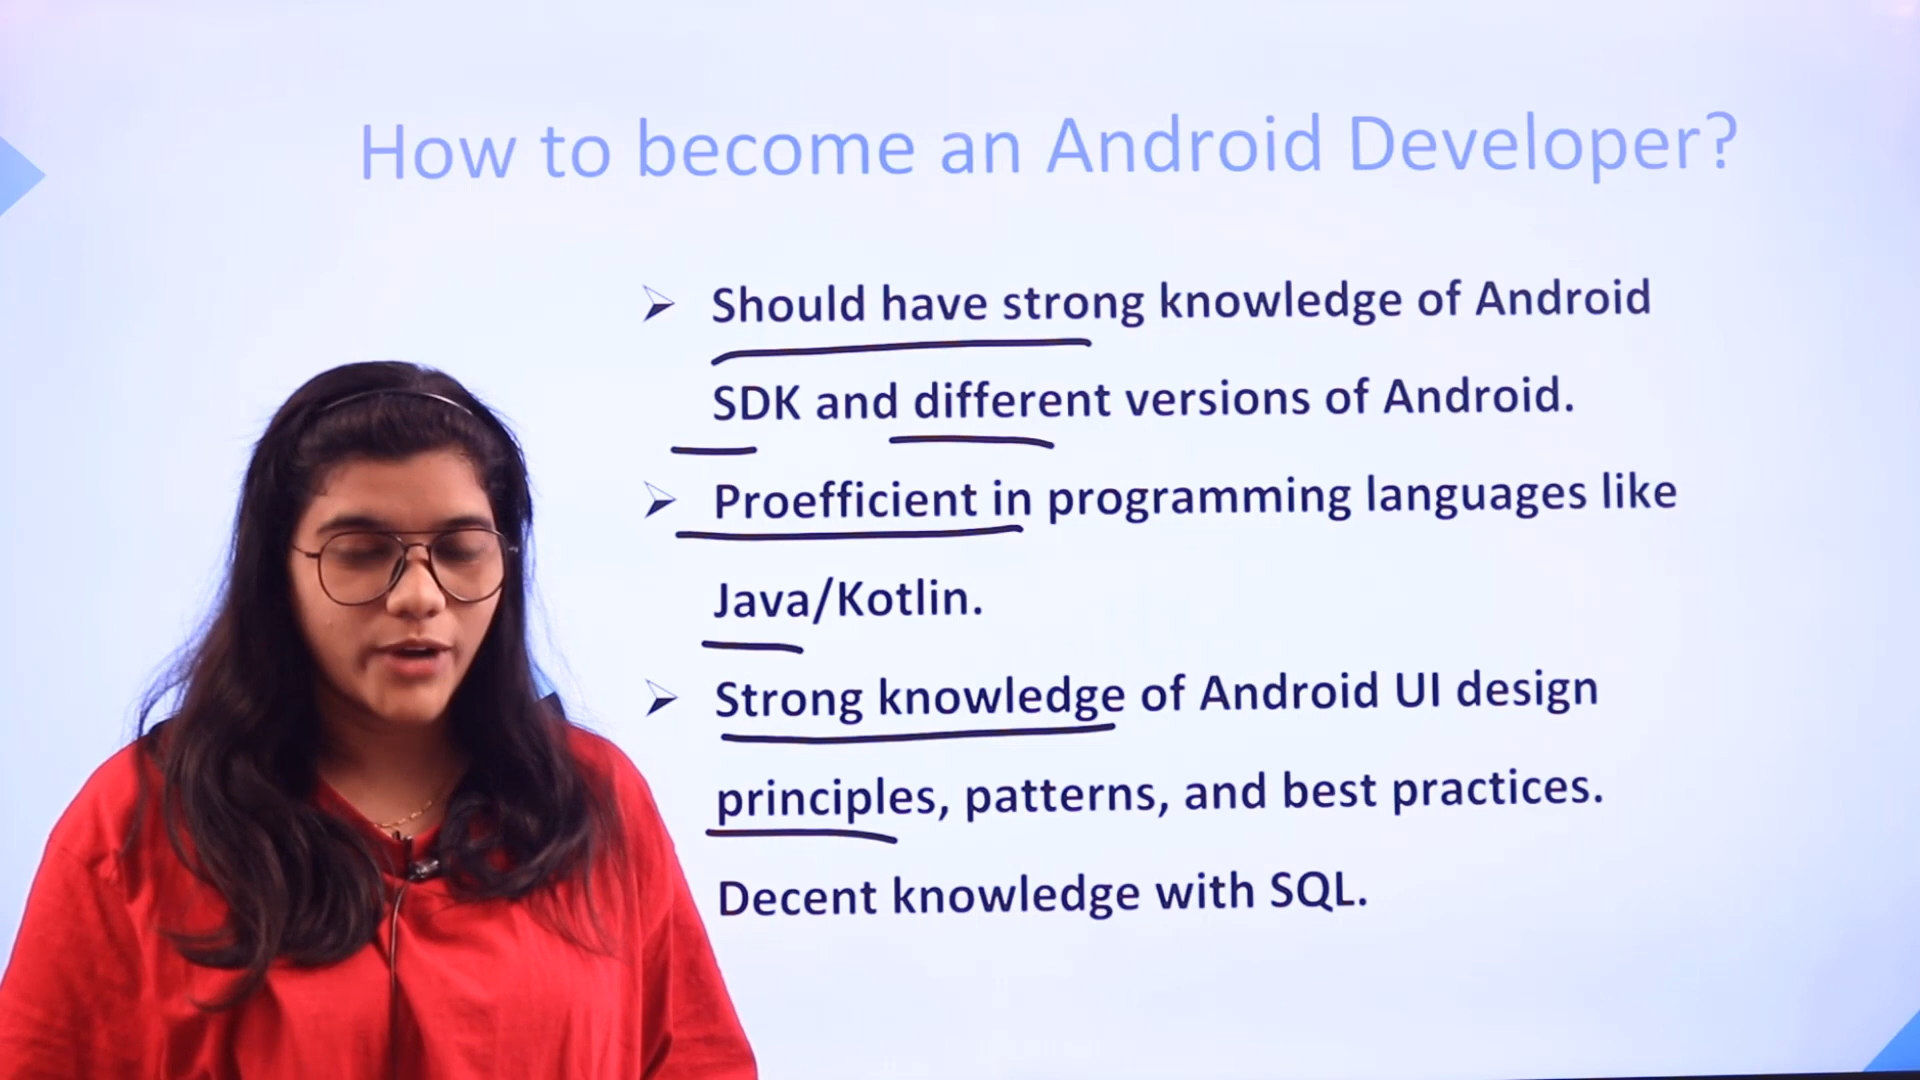 How to become an Android Developer?
Should have strong knowledge of Android
SDK and different versions of Android.
Proefficient in programming languages like
Java/Kotlin.
Strong knowledge of Android UI design
principles, patterns, and best practices.
Decent knowledge with SQL.